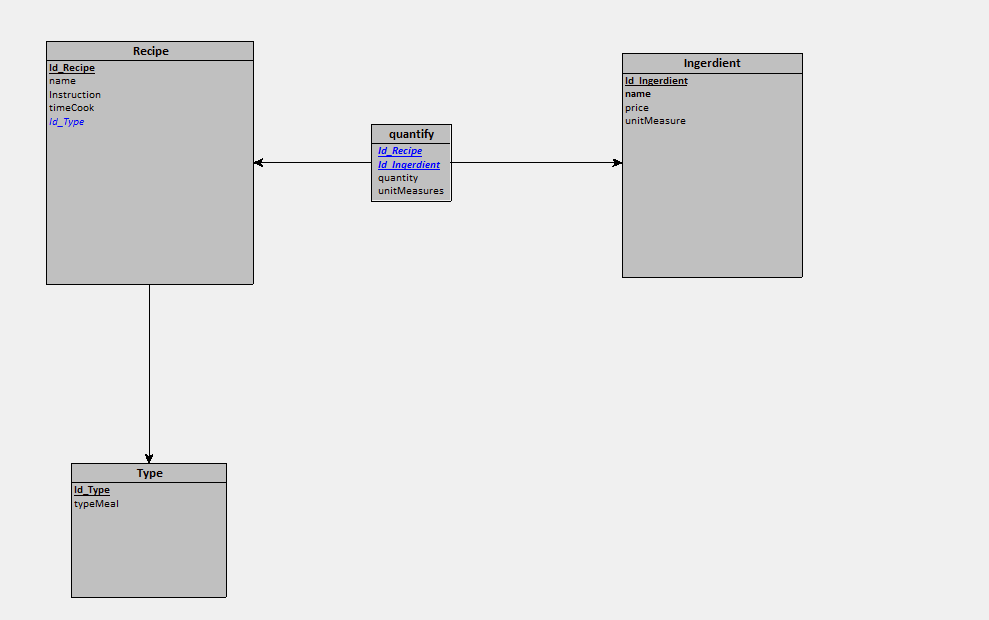 Recipe
Id_Recipe
name
Instruction
timeCook
Id_Type
quantify
Id_Recipe
Id_Ingerdient
quantity
unitMeasures
Ingerdient
Id_Ingerdient
name
price
unitMeasure
Type
Id_Type
typeMeal